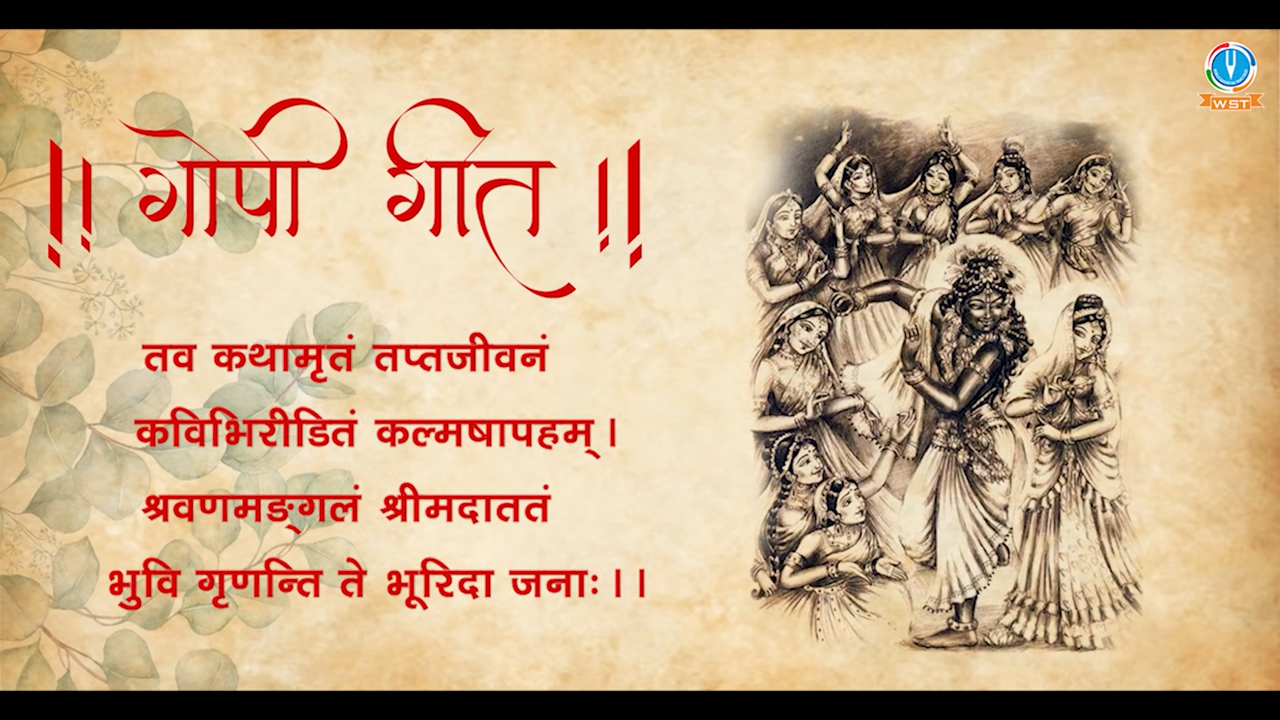 WST
।। गोपी गीत ।।
तव कथामृतं तप्तजीवनं
कविभिरीडितं कल्मषापहम् ।
श्रवणमङ्गलं श्रीमदाततं
भुवि गृणन्ति ते भूरिदा जनाः ।।